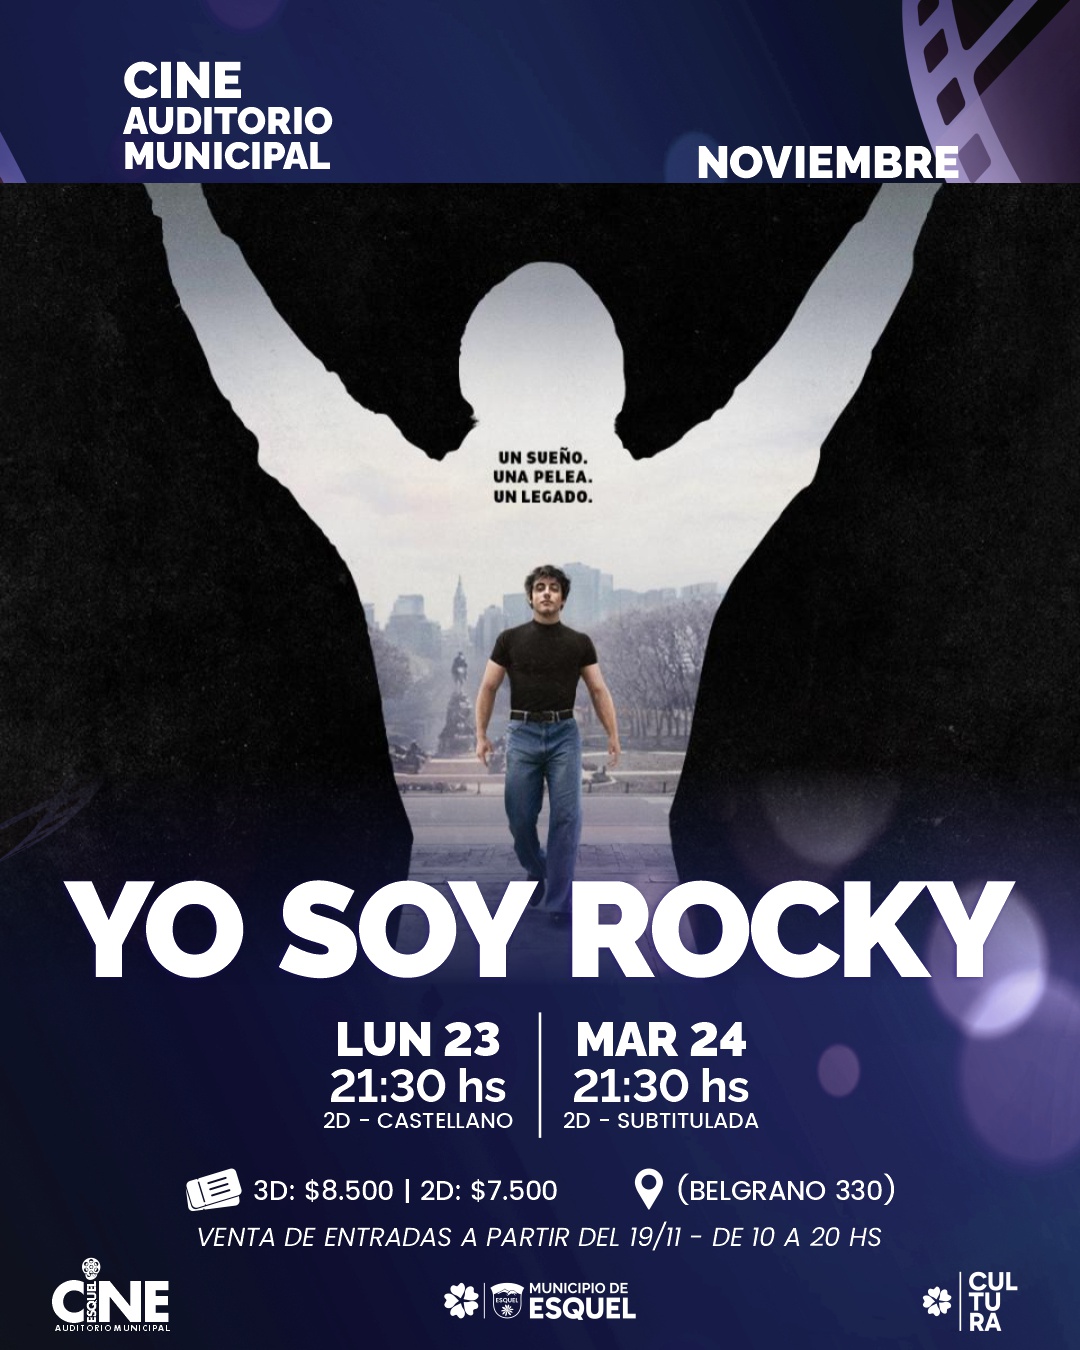 CINE
AUDITORIO
MUNICIPAL
NOVIEMBRE
UN SUEÑO.
UNA PELEA.
UN LEGADO.
YO SOY ROCKY
LUN 23
21:30 hs
2D - CASTELLANO
MAR 24
21:30 hs
2D - SUBTITULADA
3D: $8.500 | 2D: $7.500
(BELGRANO 330)
VENTA DE ENTRADAS A PARTIR DEL 19/11 - DE 10 A 20 HS
CINE
ESQUEL
AUDITORIO MUNICIPAL
ESQUEL
MUNICIPIO DE
ESQUEL
CUL
TU
RA